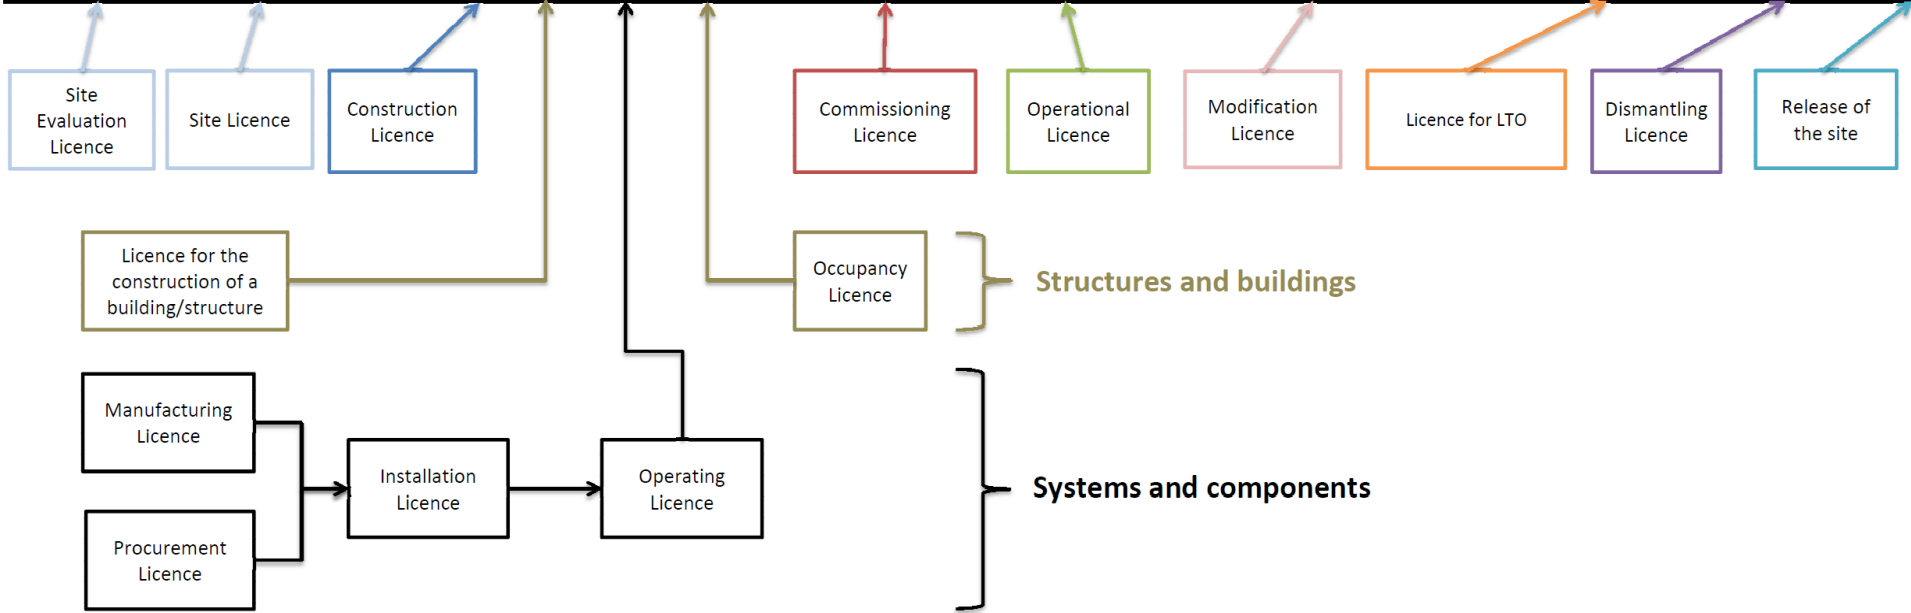 Site
Evaluation
Licence
Site Licence
Construction
Licence
Commissioning
Licence
Operational
Licence
Modification
Licence
Licence for LTO
Dismantling
Licence
Release of
the site
Licence for the
construction of a
building/structure
Occupancy
Licence
Structures and buildings
Manufacturing
Licence
Installation
Licence
Operating
Licence
Systems and components
Procurement
Licence